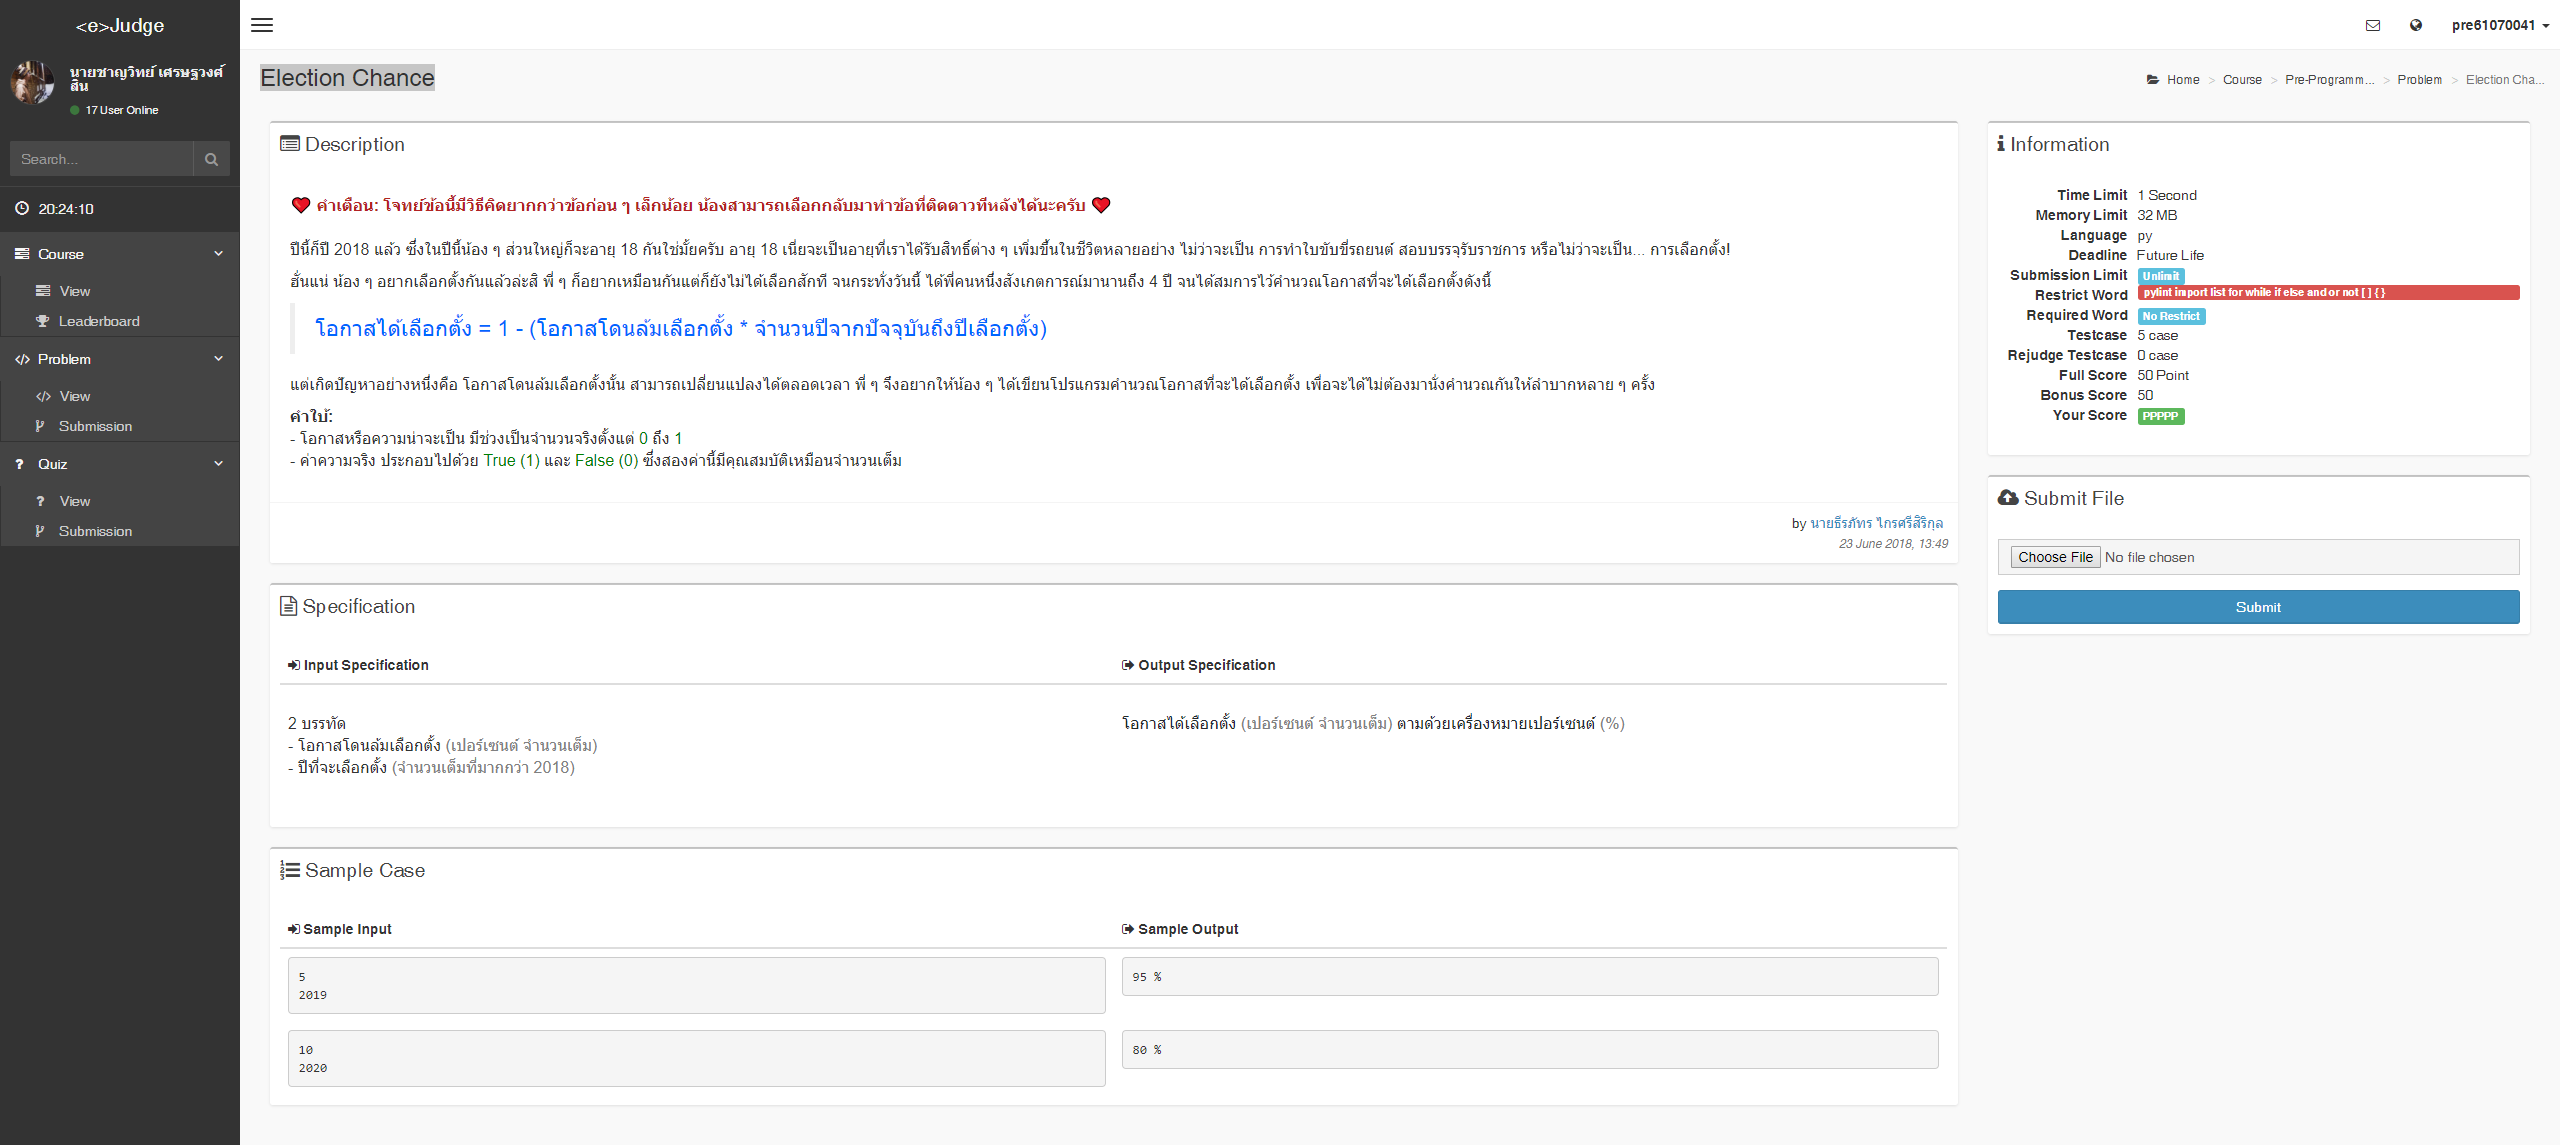 <e>Judge
pre61070041
นายชาญวิทย์ เศรษฐวงศ์
สิน
17 User Online
Search...
20:24:10
Course
View
Leaderboard
Problem
View
Submission
Quiz
View
Submission
Election Chance
Home > Course > Pre-Programm... > Problem > Election Cha...
Description
คำเตือน: โจทย์ข้อนี้มีวิธีคิดยากกว่าข้อก่อน ๆ เล็กน้อย น้องสามารถเลือกกลับมาทำข้อที่ติดดาวทีหลังได้นะครับ
ปีนี้ก็ปี 2018 แล้ว ซึ่งในปีนี้น้อง ๆ ส่วนใหญ่ก็จะอายุ 18 กันใช่มั้ยครับ อายุ 18 เนี่ยจะเป็นอายุที่เราได้รับสิทธิ์ต่าง ๆ เพิ่มขึ้นในชีวิตหลายอย่าง ไม่ว่าจะเป็น การทำใบขับขี่รถยนต์ สอบบรรจุรับราชการ หรือไม่ว่าจะเป็น... การเลือกตั้ง!
ฮั่นแน่ น้อง ๆ อยากเลือกตั้งกันแล้วล่ะสิ พี่ ๆ ก็อยากเหมือนกันแต่ก็ยังไม่ได้เลือกสักที จนกระทั่งวันนี้ ได้พี่คนหนึ่งสังเกตการณ์มานานถึง 4 ปี จนได้สมการไว้คำนวณโอกาสที่จะได้เลือกตั้งดังนี้
โอกาสได้เลือกตั้ง = 1 - (โอกาสโดนล้มเลือกตั้ง * จำนวนปีจากปัจจุบันถึงปีเลือกตั้ง)
แต่เกิดปัญหาอย่างหนึ่งคือ โอกาสโดนล้มเลือกตั้งนั้น สามารถเปลี่ยนแปลงได้ตลอดเวลา พี่ ๆ จึงอยากให้น้อง ๆ ได้เขียนโปรแกรมคำนวณโอกาสที่จะได้เลือกตั้ง เพื่อจะได้ไม่ต้องมานั่งคำนวณกันให้ลำบากหลาย ๆ ครั้ง
คำใบ้:
- โอกาสหรือความน่าจะเป็น มีช่วงเป็นจำนวนจริงตั้งแต่ 0 ถึง 1
- ค่าความจริง ประกอบไปด้วย True (1) และ False (0) ซึ่งสองค่านี้มีคุณสมบัติเหมือนจำนวนเต็ม
by นายธีรภัทร ไกรศรีสิริกุล
23 June 2018, 13:49
Specification
Input Specification
Output Specification
2 บรรทัด
- โอกาสโดนล้มเลือกตั้ง (เปอร์เซนต์ จำนวนเต็ม)
- ปีที่จะเลือกตั้ง (จำนวนเต็มที่มากกว่า 2018)
โอกาสได้เลือกตั้ง (เปอร์เซนต์ จำนวนเต็ม) ตามด้วยเครื่องหมายเปอร์เซนต์ (%)
Sample Case
Sample Input
Sample Output
5
2019
95 %
10
2020
80 %
Information
Time Limit 1 Second
Memory Limit 32 MB
Language py
Deadline Future Life
Submission Limit Unlimit
Restrict Word pylint import list for while if else and or not [ ] { }
Required Word No Restrict
Testcase 5 case
Rejudge Testcase 0 case
Full Score 50 Point
Bonus Score 50
Your Score PPPPP
Submit File
Choose File No file chosen
Submit